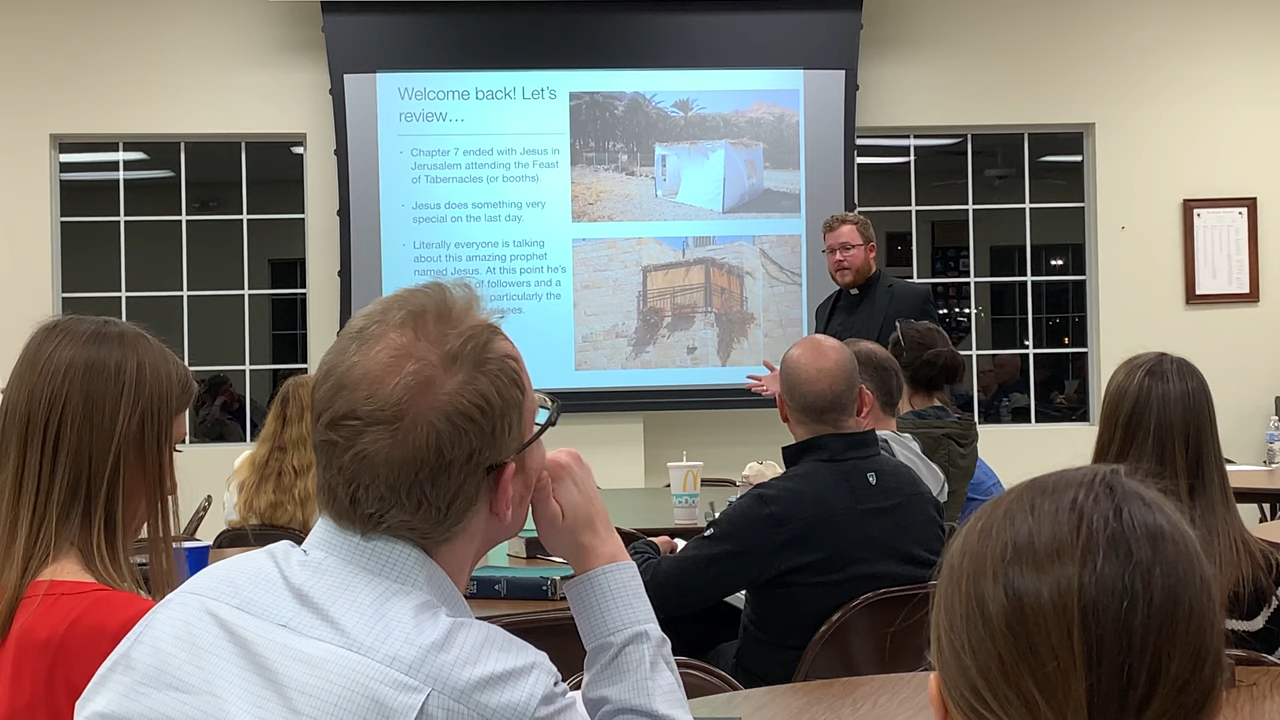 Welcome back! Let's
review...
· Chapter 7 ended with Jesus in
Jerusalem attending the Feast
of Tabernacles (or booths).
· Jesus does something very
special on the last day.
· Literally everyone is talking
about this amazing prophet
named Jesus. At this point he's
of followers and a
particularly the
McDo